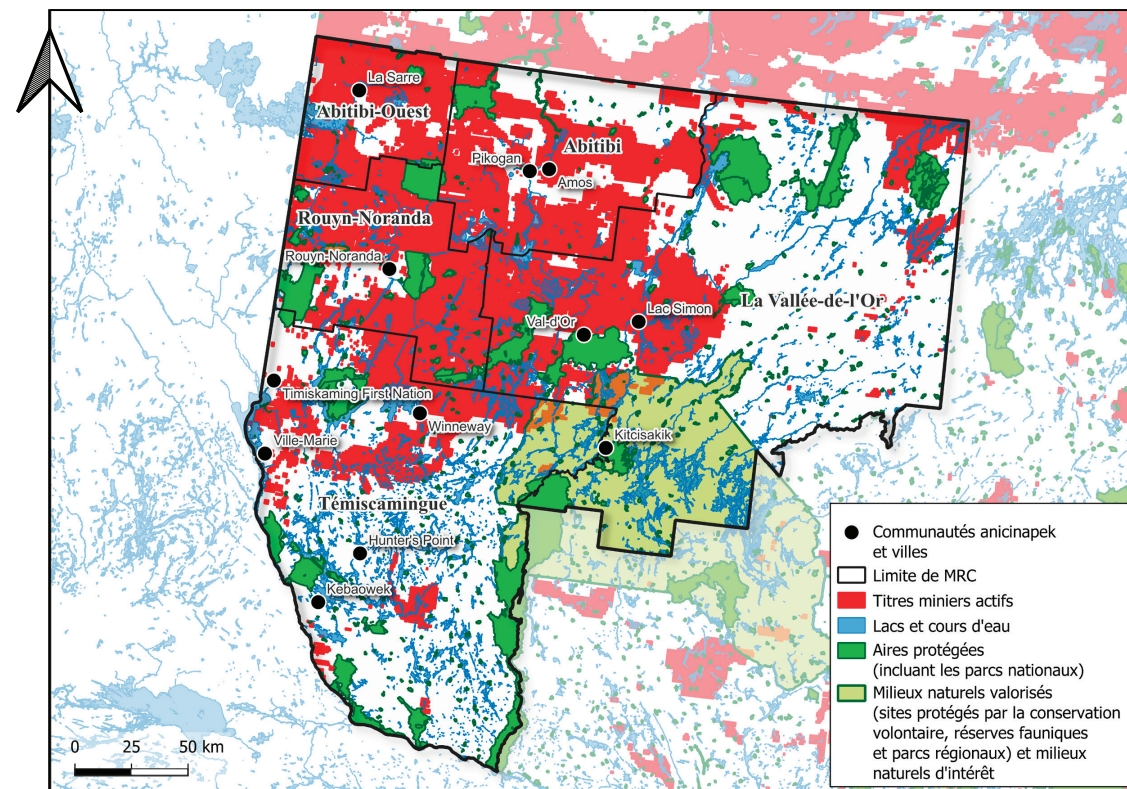 La Sarre
Abitibi-Ouest
Abitibi
Pikogan
Amos
Rouyn-Noranda
Rouyn-Noranda
La Vallée-de-l'Or
Lac Simon
Val-d'Or
Timiskaming First Nation
Winneway
Ville-Marie
Kitcisakik
Témiscamingue
Hunter's Point
Kebaowek
0 25 50 km
Communautés anicinapek
et villes
Limite de MRC
Titres miniers actifs
Lacs et cours d'eau
Aires protégées
(incluant les parcs nationaux)
Milieux naturels valorisés
(sites protégés par la conservation
volontaire, réserves fauniques
et parcs régionaux) et milieux
naturels d'intérêt